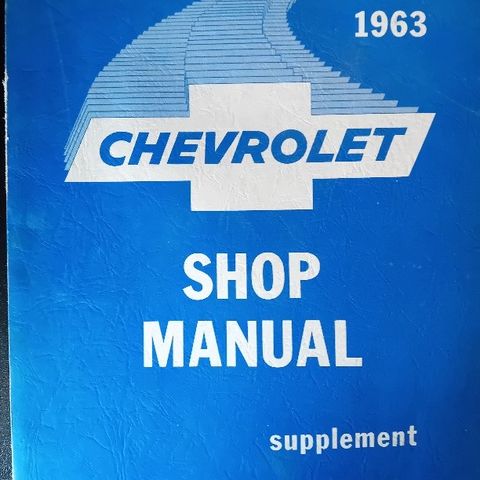 1963
CHEVROLET
SHOP
MANUAL
supplement